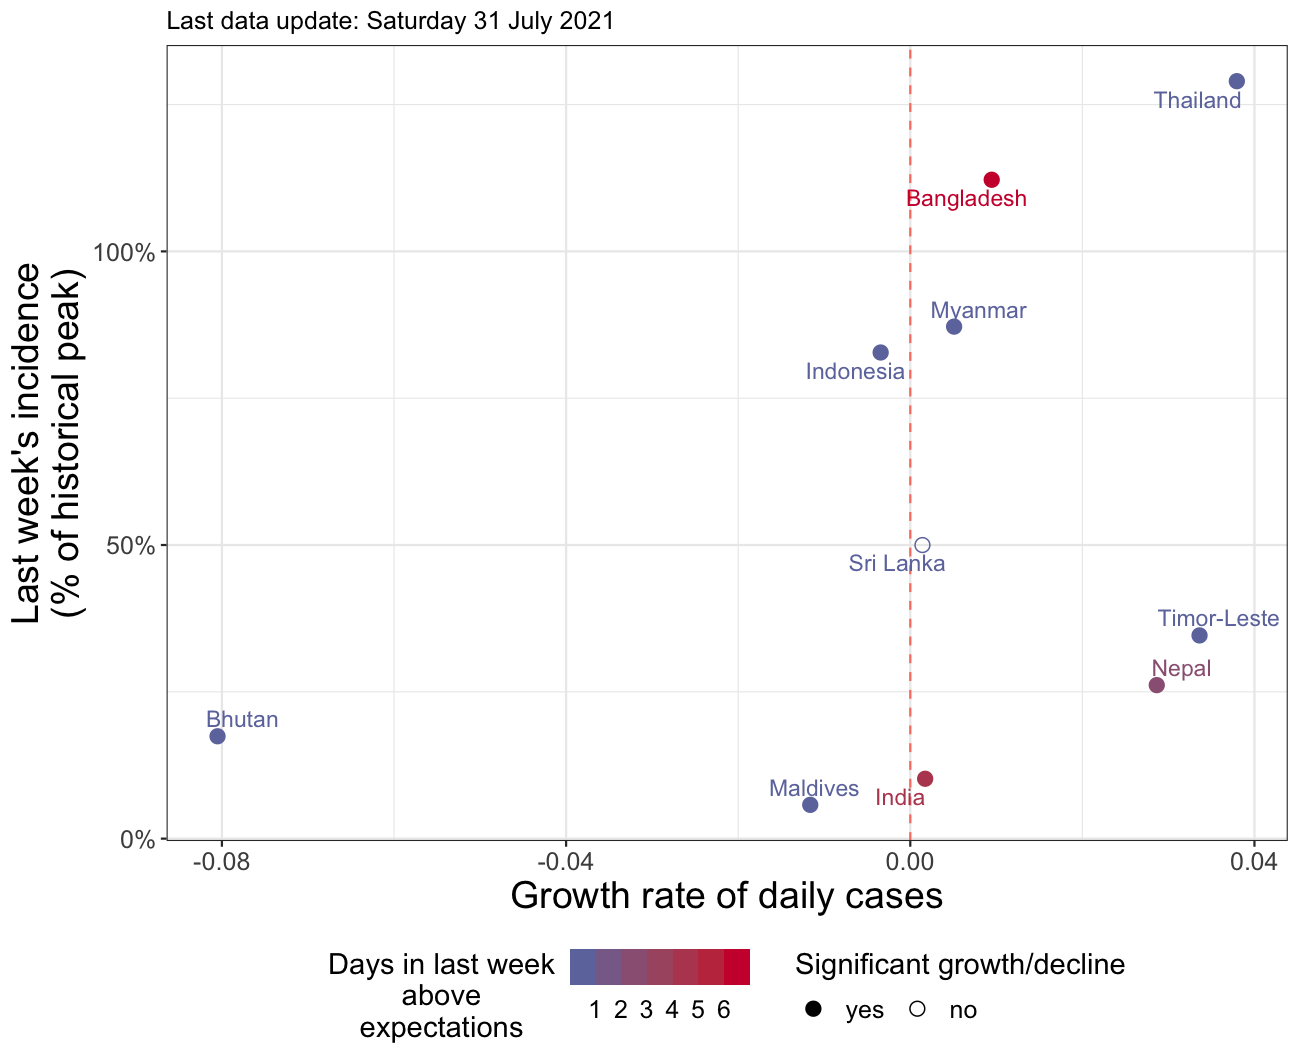 Last data update: Saturday 31 July 2021
Thailand
Bangladesh
100%
Myanmar
Indonesia
Last week's incidence
(% of historical peak)
50%
Sri Lanka
Timor-Leste
Nepal
Bhutan
Maldives
India
0%
-0.08 -0.04 0.00 0.04
Growth rate of daily cases
Days in last week
above
expectations
1 2 3 4 5 6
Significant growth/decline
yes no